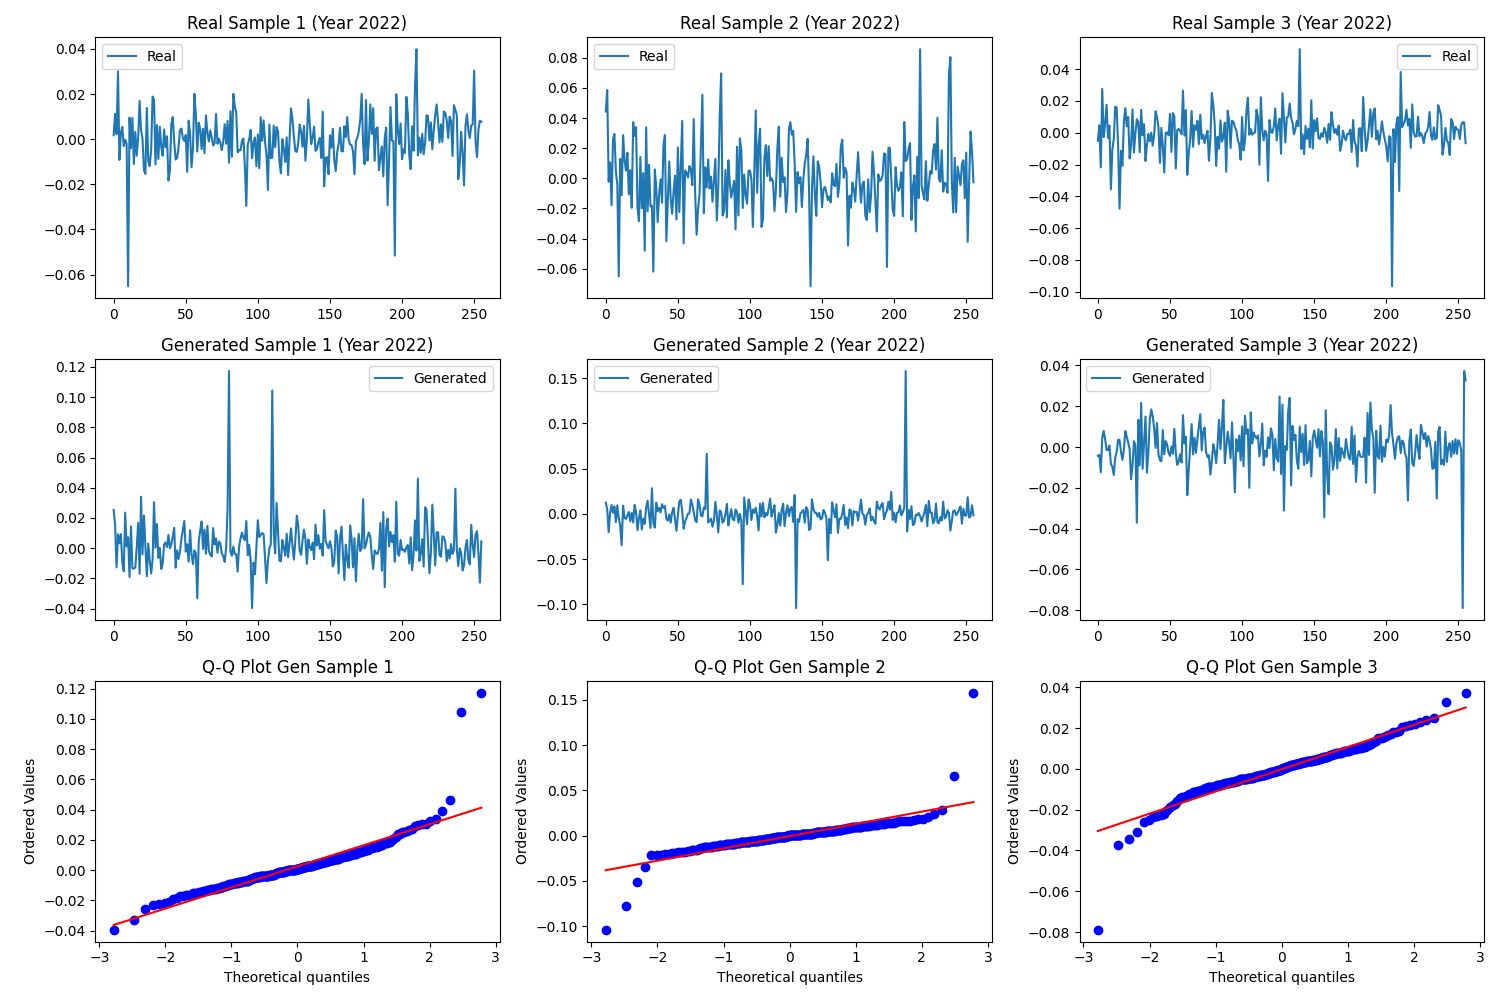 Real Sample 1 (Year 2022)
Real
0.04
0.02
0.00
−0.02
−0.04
−0.06
0 50 100 150 200 250
Real Sample 2 (Year 2022)
Real
0.08
0.06
0.04
0.02
0.00
−0.02
−0.04
−0.06
0 50 100 150 200 250
Real Sample 3 (Year 2022)
Real
0.04
0.02
0.00
−0.02
−0.04
−0.06
−0.08
−0.10
0 50 100 150 200 250
Generated Sample 1 (Year 2022)
Generated
0.12
0.10
0.08
0.06
0.04
0.02
0.00
−0.02
−0.04
0 50 100 150 200 250
Generated Sample 2 (Year 2022)
Generated
0.15
0.10
0.05
0.00
−0.05
−0.10
0 50 100 150 200 250
Generated Sample 3 (Year 2022)
Generated
0.04
0.02
0.00
−0.02
−0.04
−0.06
−0.08
0 50 100 150 200 250
Q-Q Plot Gen Sample 1
Ordered Values
0.12
0.10
0.08
0.06
0.04
0.02
0.00
−0.02
−0.04
−3 −2 −1 0 1 2 3
Theoretical quantiles
Q-Q Plot Gen Sample 2
Ordered Values
0.15
0.10
0.05
0.00
−0.05
−0.10
−3 −2 −1 0 1 2 3
Theoretical quantiles
Q-Q Plot Gen Sample 3
Ordered Values
0.04
0.02
0.00
−0.02
−0.04
−0.06
−0.08
−3 −2 −1 0 1 2 3
Theoretical quantiles